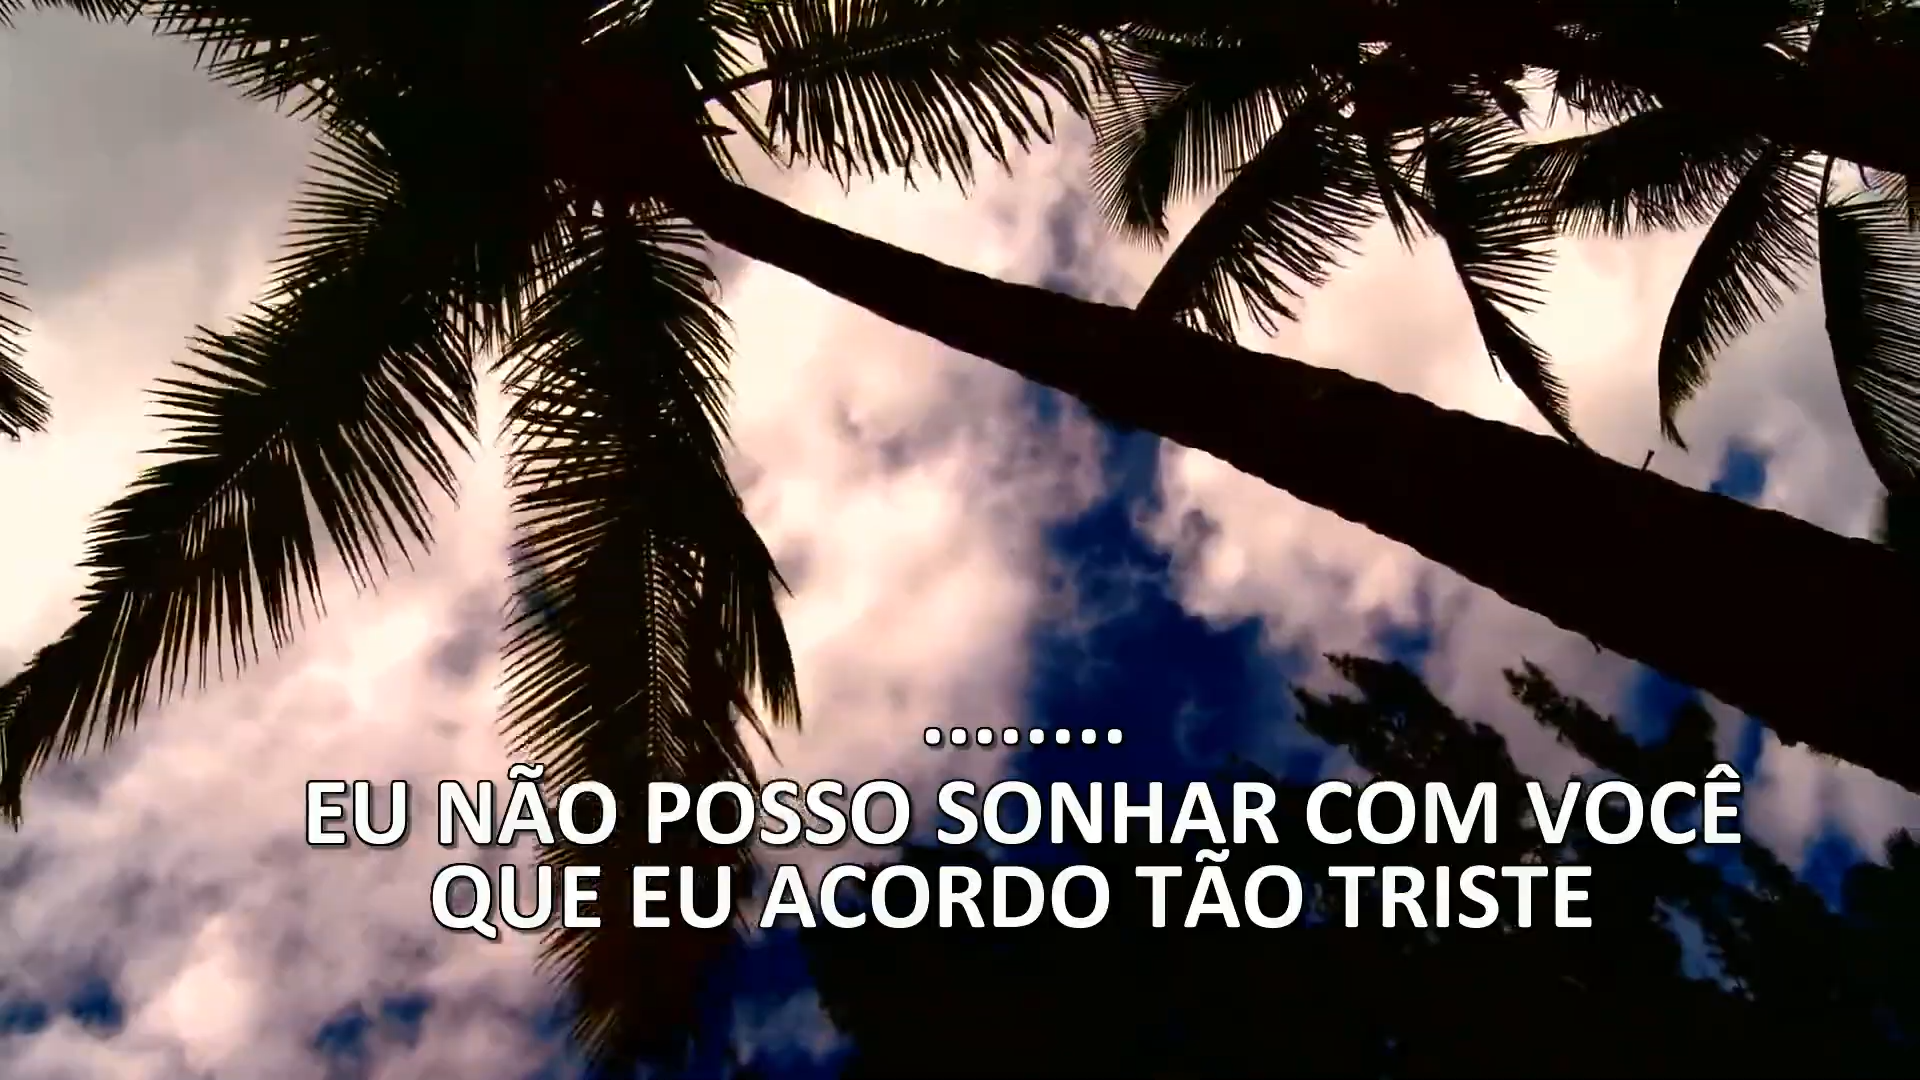 ........
EU NÃO POSSO SONHAR COM VOCÊ
QUE EU ACORDO TÃO TRISTE